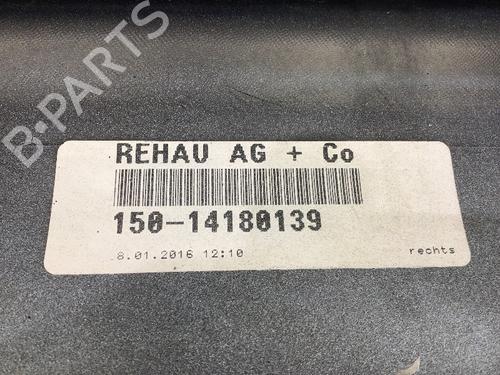 B-PARTS
REHAU AG + Co
150-14180139
8.01.2016 12:10
rechts